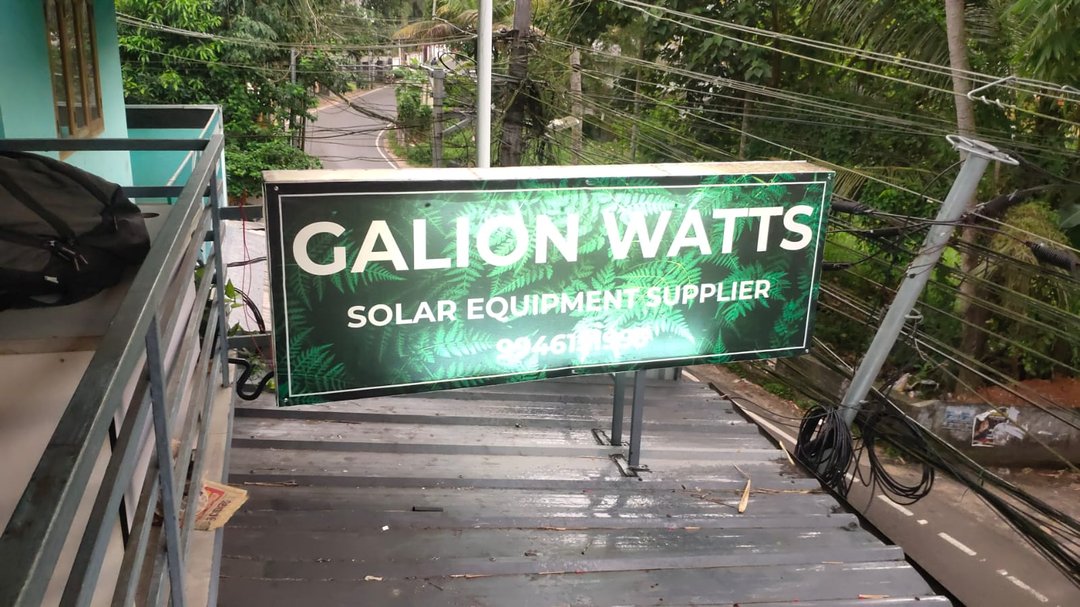 GALION WATTS
SOLAR EQUIPMENT SUPPLIER